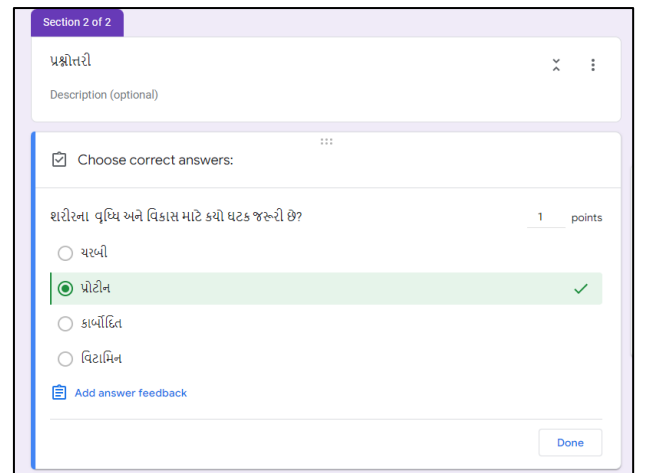 Section 2 of 2
પ્રશ્નોત્તરી
Description (optional)
Choose correct answers:
શરીરના વૃધ્ધિ અને વિકાસ માટે કયો ઘટક જરૂરી છે?
1 points
ચરબી
પ્રોટીન
કાર્બોદિત
વિટામિન
Add answer feedback
Done